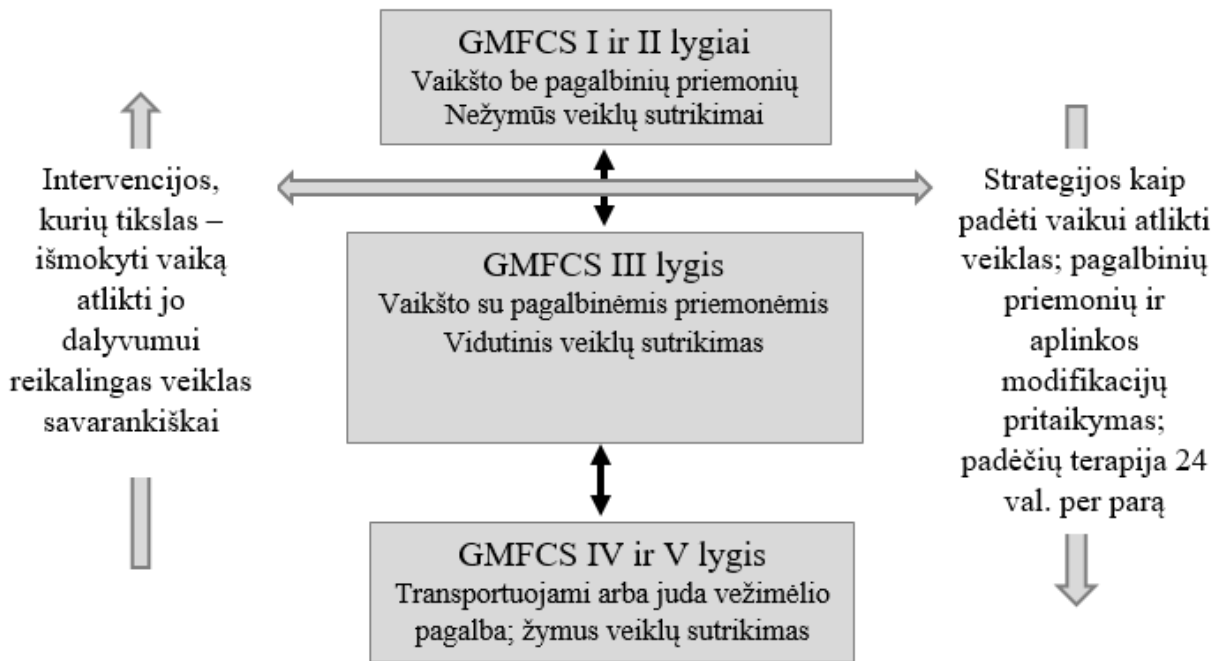 GMFCS I ir II lygiai
Vaikšto be pagalbinių priemonių
Nežymūs veiklų sutrikimai
Intervencijos,
kurių tikslas –
išmokyti vaiką
atlikti jo
dalyvumui
reikalingas veiklas
savarankiškai
GMFCS III lygis
Vaikšto su pagalbinėmis priemonėmis
Vidutinis veiklų sutrikimas
Strategijos kaip
padėti vaikui atlikti
veiklas; pagalbinių
priemonių ir
aplinkos
modifikacijų
pritaikymas;
padėčių terapija 24
val. per parą
GMFCS IV ir V lygis
Transportuojami arba juda vežimėlio
pagalba; žymus veiklų sutrikimas